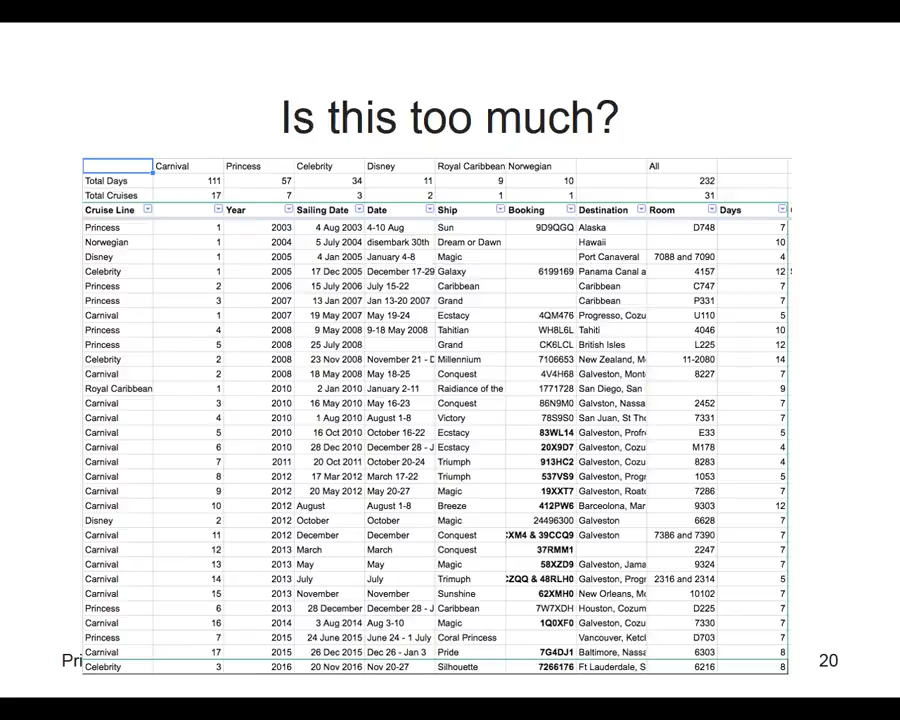 Is this too much?
Carnival Princess Celebrity Disney Royal Caribbean Norwegian All
Total Days 111 57 34 11 9 10 232
Total Cruises 17 7 3 2 1 1 31
Cruise Line Year Sailing Date Date Ship Booking Destination Room Days
Princess 1 2003 4 Aug 2003 4-10 Aug Sun 9D9QGQ Alaska D748 7
Norwegian 1 2004 5 July 2004 disembark 30th Dream or Dawn Hawaii 10
Disney 1 2005 4 Jan 2005 January 4-8 Magic Port Canaveral 7088 and 7090 4
Celebrity 1 2005 17 Dec 2005 December 17-29 Galaxy 6199169 Panama Canal a 4157 12
Princess 2 2006 15 July 2006 July 15-22 Caribbean Caribbean C747 7
Princess 3 2007 13 Jan 2007 Jan 13-20 2007 Grand Caribbean P331 7
Carnival 1 2007 19 May 2007 May 19-24 Ecstacy 4QM476 Progresso, Cozu U110 5
Princess 4 2008 9 May 2008 9-18 May 2008 Tahitian WH8L6L Tahiti 4046 10
Princess 5 2008 25 July 2008 Grand CK6LCL British Isles L225 12
Celebrity 2 2008 23 Nov 2008 November 21 - D Millennium 7106653 New Zealand, M 11-2080 14
Carnival 2 2008 18 May 2008 May 18-25 Conquest 4V4H68 Galveston, Mont 8227 7
Royal Caribbean 1 2010 2 Jan 2010 January 2-11 Raidiance of the 1771728 San Diego, San 9
Carnival 3 2010 16 May 2010 May 16-23 Conquest 86N9M0 Galvston, Nassa 2452 7
Carnival 4 2010 1 Aug 2010 August 1-8 Victory 78S9S0 San Juan, St Tho 7331 7
Carnival 5 2010 16 Oct 2010 October 16-22 Ecstacy 83WL14 Galveston, Profr E33 5
Carnival 6 2010 28 Dec 2010 December 28 - J Ecstacy 20X9D7 Galveston, Cozu M178 4
Carnival 7 2011 20 Oct 2011 October 20-24 Triumph 913HC2 Galveston, Cozu 8283 4
Carnival 8 2012 17 Mar 2012 March 17-22 Triumph 537VS9 Galveston, Prog 1053 5
Carnival 9 2012 20 May 2012 May 20-27 Magic 19XXT7 Galveston, Roat 7286 7
Carnival 10 2012 August August 1-8 Breeze 412PW6 Barceolona, Mar 9303 12
Disney 2 2012 October October Magic 24496300 Galveston 6628 7
Carnival 11 2012 December December Conquest XM4 & 39CCQ9 Galveston 7386 and 7390 7
Carnival 12 2013 March March Conquest 37RMM1 2247 7
Carnival 13 2013 May May Magic 58XZD9 Galveston, Jama 9324 7
Carnival 14 2013 July July Trimuph ZQQ & 48RLH0 Galveston, Progr 2316 and 2314 5
Carnival 15 2013 November November Sunshine 62XMH0 New Orleans, M 10102 7
Princess 6 2013 28 December December 28 - J Caribbean 7W7XDH Houston, Cozum D225 7
Carnival 16 2014 3 Aug 2014 Aug 3-10 Magic 1Q0XF0 Galveston, Cozu 7330 7
Princess 7 2015 24 June 2015 June 24 - 1 July Coral Princess Vancouver, Ketcl D703 7
Carnival 17 2015 26 Dec 2015 Dec 26 - Jan 3 Pride 7G4DJ1 Baltimore, Nassa 6303 8
Celebrity 3 2016 20 Nov 2016 Nov 20-27 Silhouette 7266176 Ft Lauderdale, S 6216 8
Pri
20